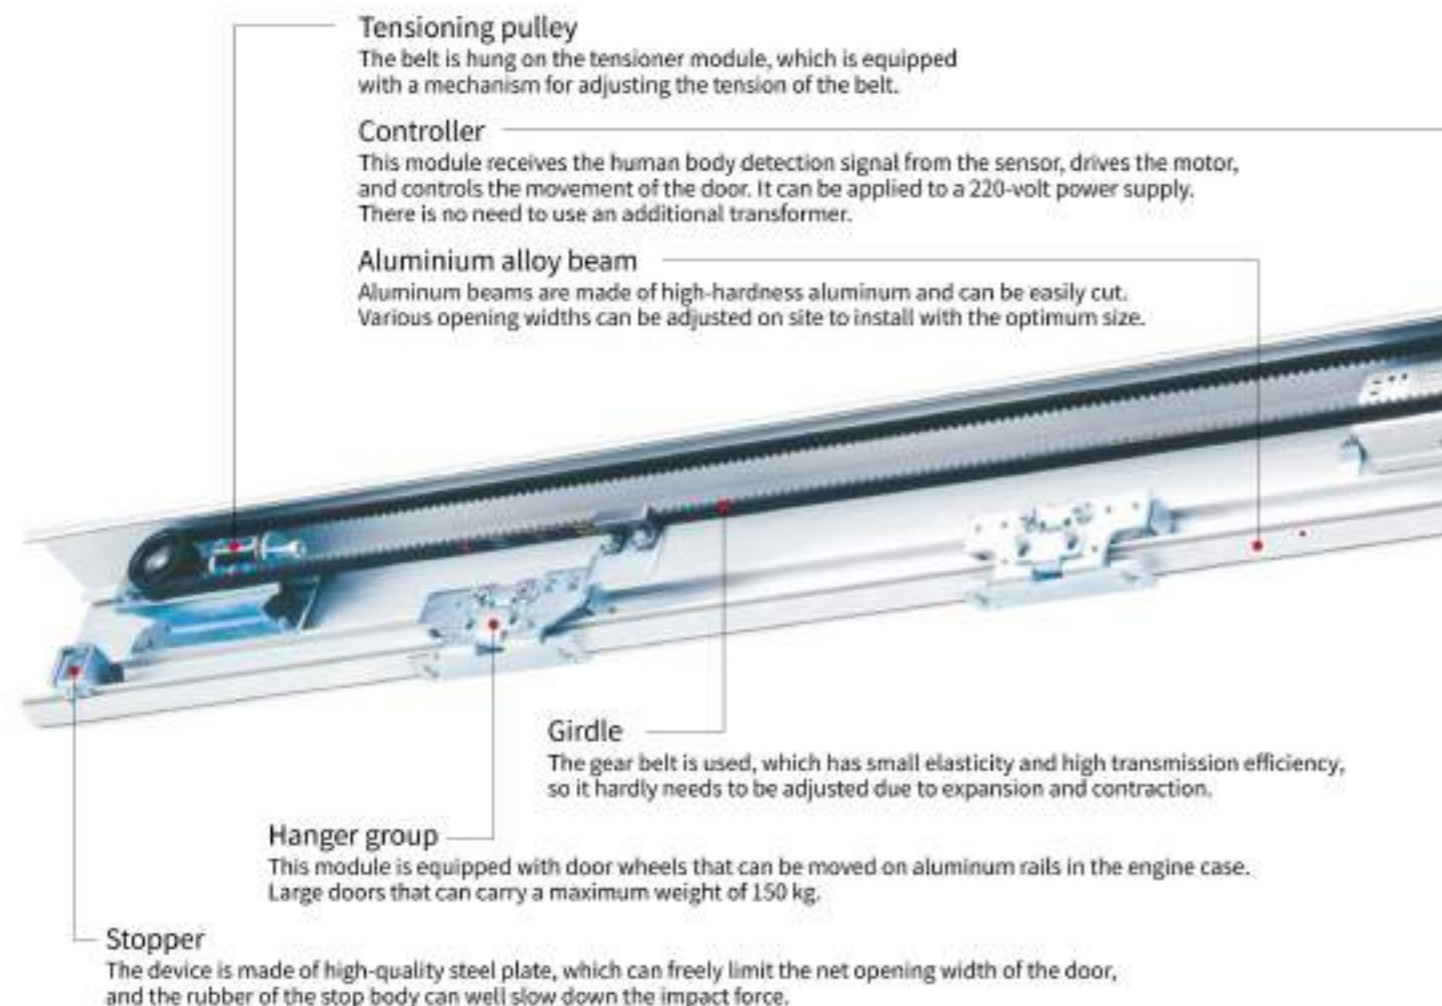 Tensioning pulley
The belt is hung on the tensioner module, which is equipped
with a mechanism for adjusting the tension of the belt.
Controller
This module receives the human body detection signal from the sensor, drives the motor,
and controls the movement of the door. It can be applied to a 220-volt power supply.
There is no need to use an additional transformer.
Aluminium alloy beam
Aluminum beams are made of high-hardness aluminum and can be easily cut.
Various opening widths can be adjusted on site to install with the optimum size.
Girdle
The gear belt is used, which has small elasticity and high transmission efficiency,
so it hardly needs to be adjusted due to expansion and contraction.
Hanger group
This module is equipped with door wheels that can be moved on aluminum rails in the engine case.
Large doors that can carry a maximum weight of 150 kg.
Stopper
The device is made of high-quality steel plate, which can freely limit the net opening width of the door,
and the rubber of the stop body can well slow down the impact force.